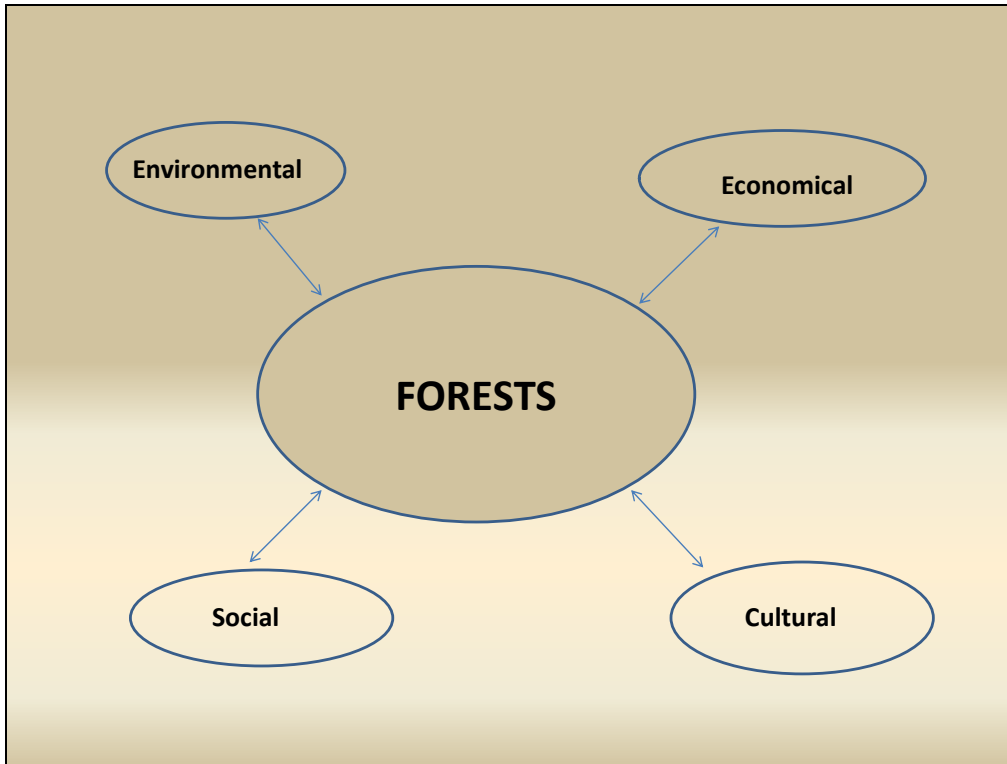 Environmental
Economical
FORESTS
Social
Cultural